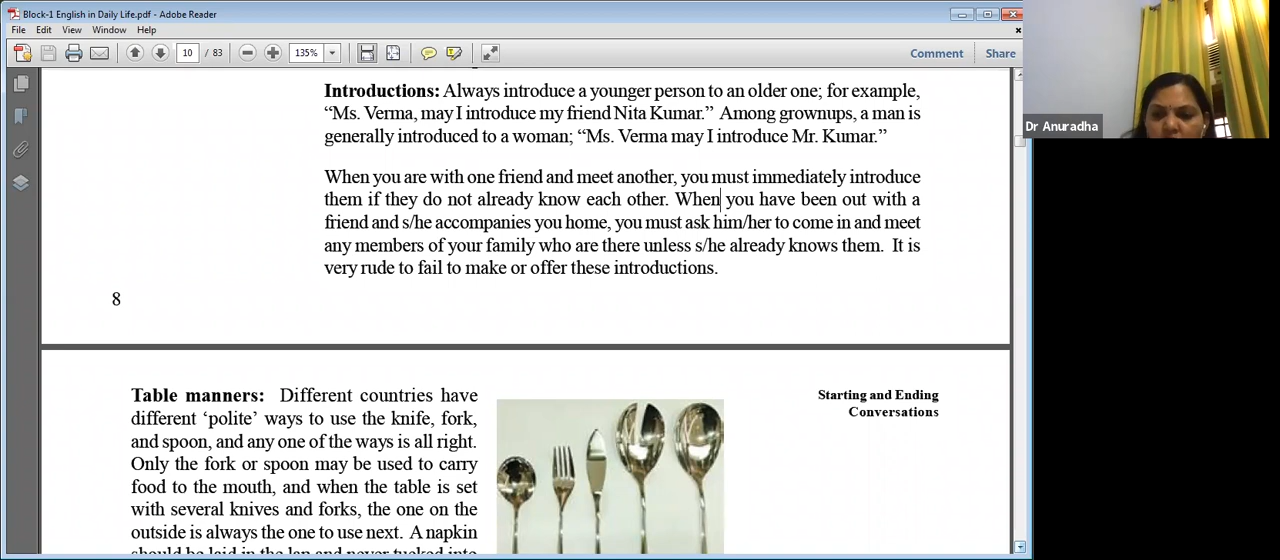 Block-1 English in Daily Life.pdf - Adobe Reader
File Edit View Window Help
10 / 83 135% Comment Share
Dr Anuradha
Introductions: Always introduce a younger person to an older one; for example,
“Ms. Verma, may I introduce my friend Nita Kumar.” Among grownups, a man is
generally introduced to a woman; “Ms. Verma may I introduce Mr. Kumar.”
When you are with one friend and meet another, you must immediately introduce
them if they do not already know each other. When you have been out with a
friend and s/he accompanies you home, you must ask him/her to come in and meet
any members of your family who are there unless s/he already knows them. It is
very rude to fail to make or offer these introductions.
8
Table manners: Different countries have
different ‘polite’ ways to use the knife, fork,
and spoon, and any one of the ways is all right.
Only the fork or spoon may be used to carry
food to the mouth, and when the table is set
with several knives and forks, the one on the
outside is always the one to use next. A napkin
should be laid in the lap and never tucked into
Starting and Ending
Conversations